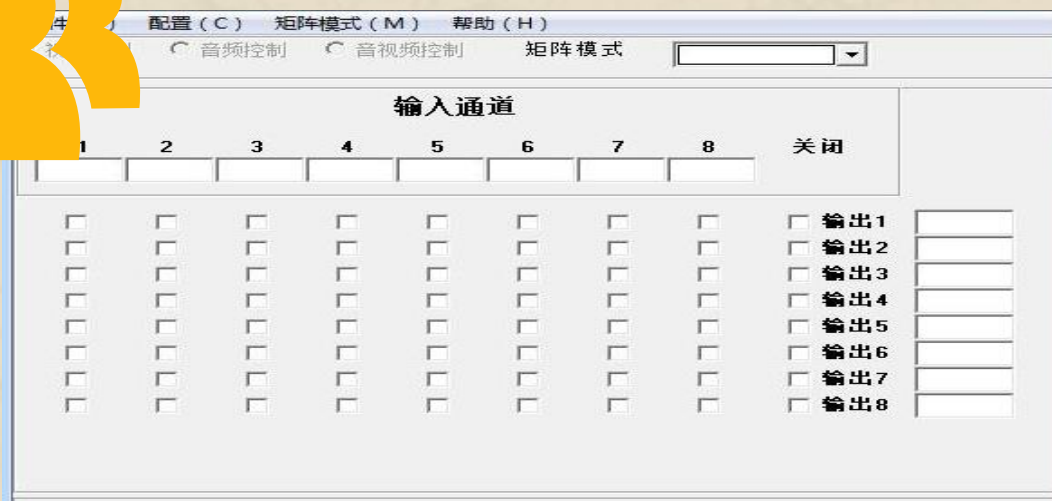 配置(C) 矩阵模式(M) 帮助(H)
音频控制 音视频控制 矩阵模式
输入通道
1 2 3 4 5 6 7 8 关闭
输出1
输出2
输出3
输出4
输出5
输出6
输出7
输出8